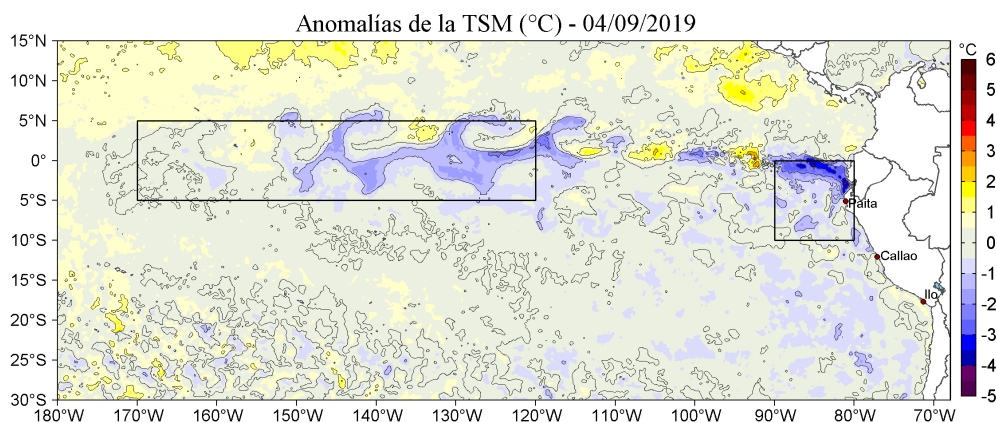 Anomalías de la TSM (°C) - 04/09/2019
15°N
10°N
5°N
0°
5°S
10°S
15°S
20°S
25°S
30°S
180°W
170°W
160°W
150°W
140°W
130°W
120°W
110°W
100°W
90°W
80°W
70°W
Paita
Callao
Ilo
°C
6
5
4
3
2
1
0
-1
-2
-3
-4
-5